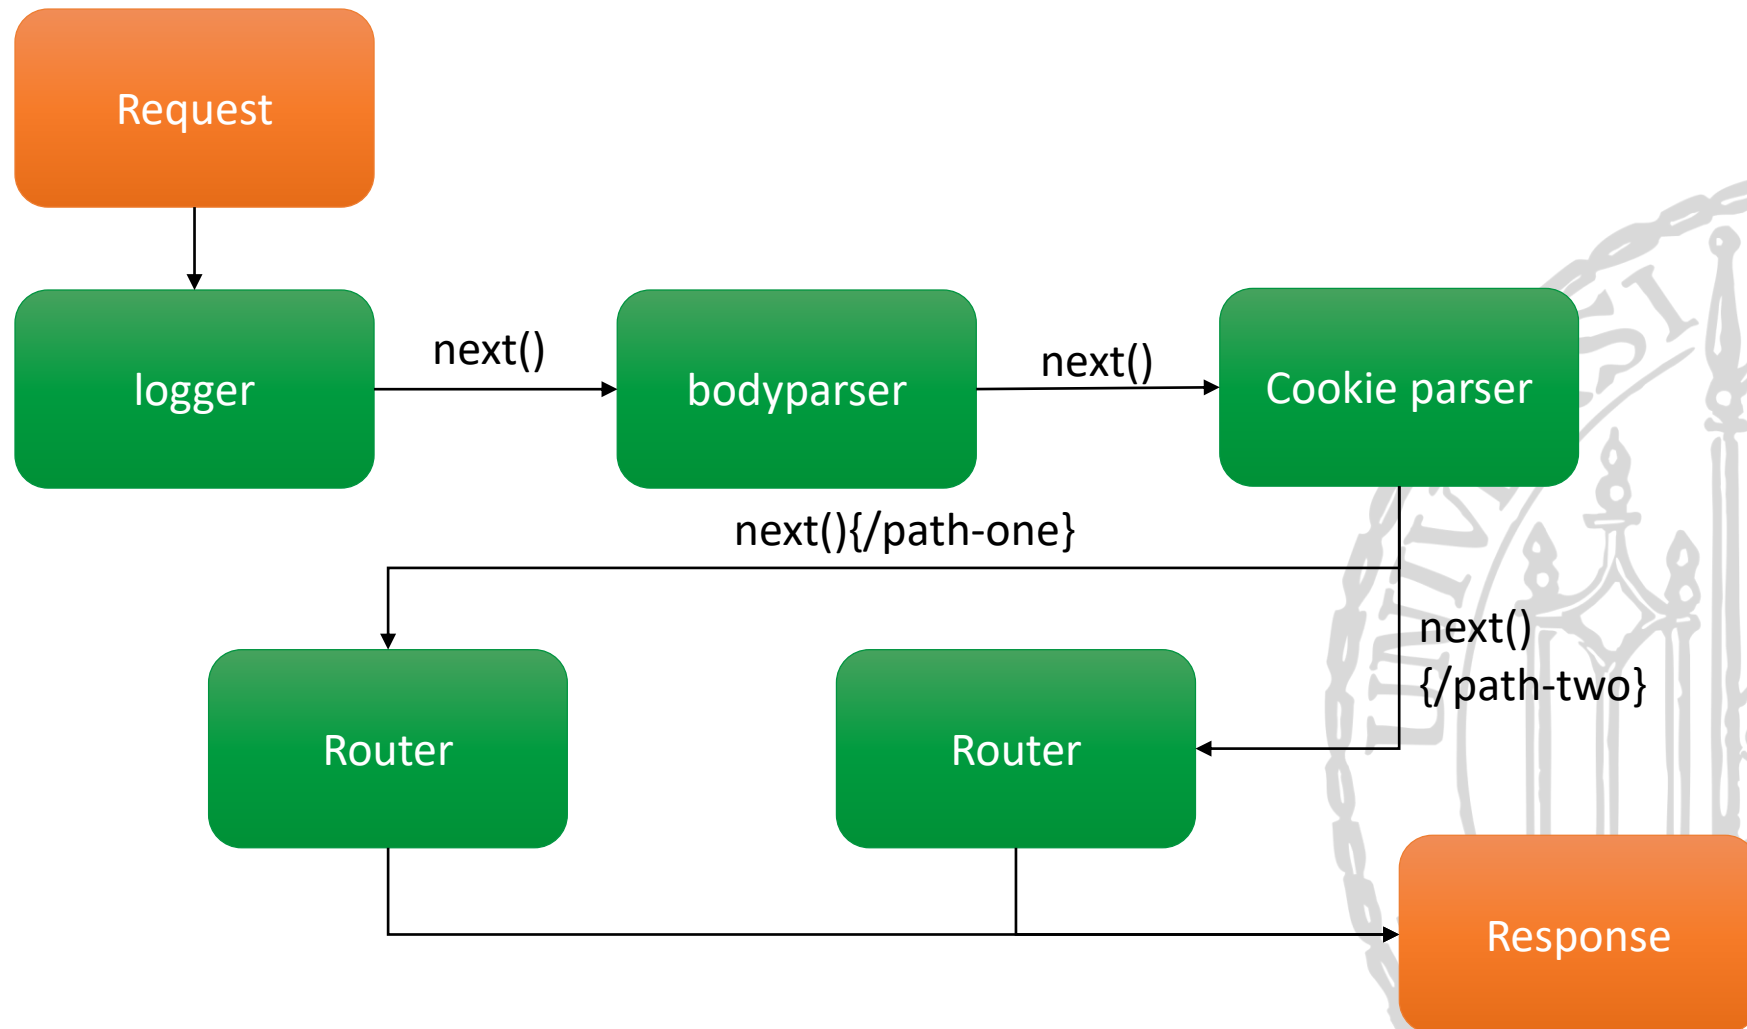 Request
logger
next()
bodyparser
next()
Cookie parser
next(){/path-one}
next()
{/path-two}
Router
Router
Response